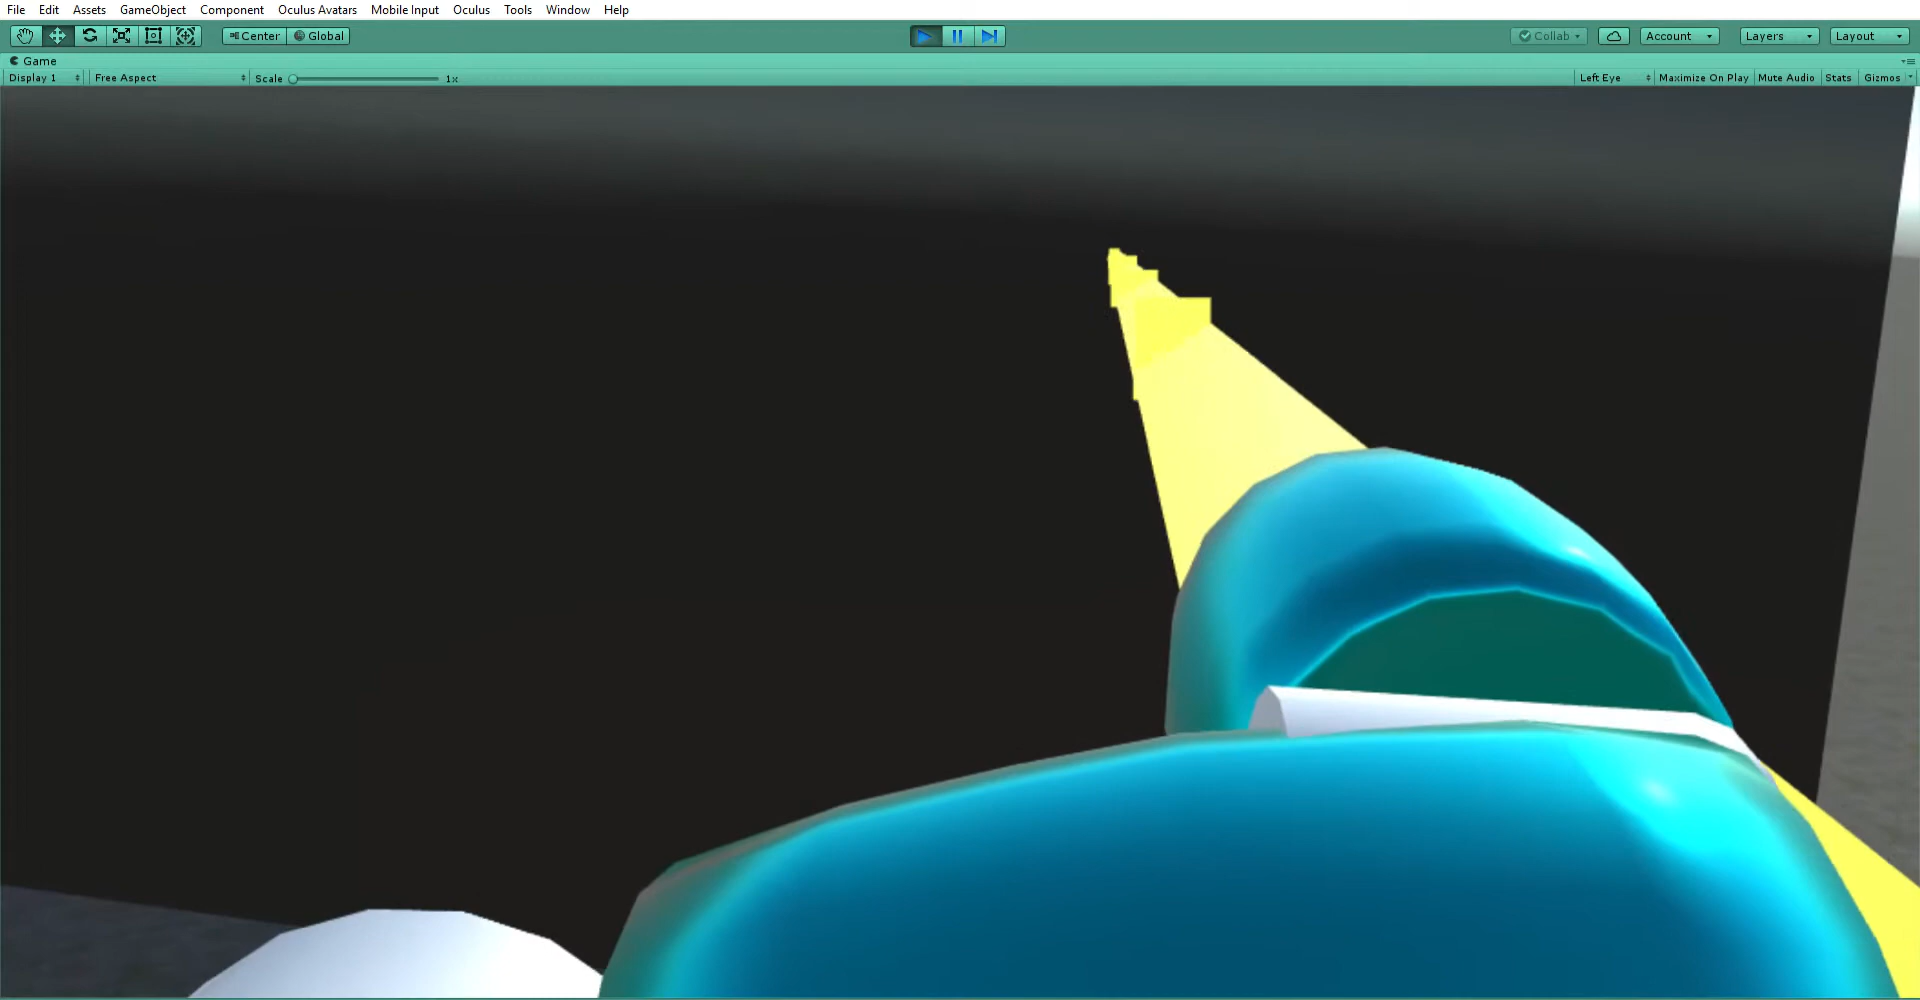 File Edit Assets GameObject Component Oculus Avatars Mobile Input Oculus Tools Window Help
Center Global Collab Account Layers Layout
Game
Display 1 Free Aspect Scale 1x Left Eye Maximize On Play Mute Audio Stats Gizmos